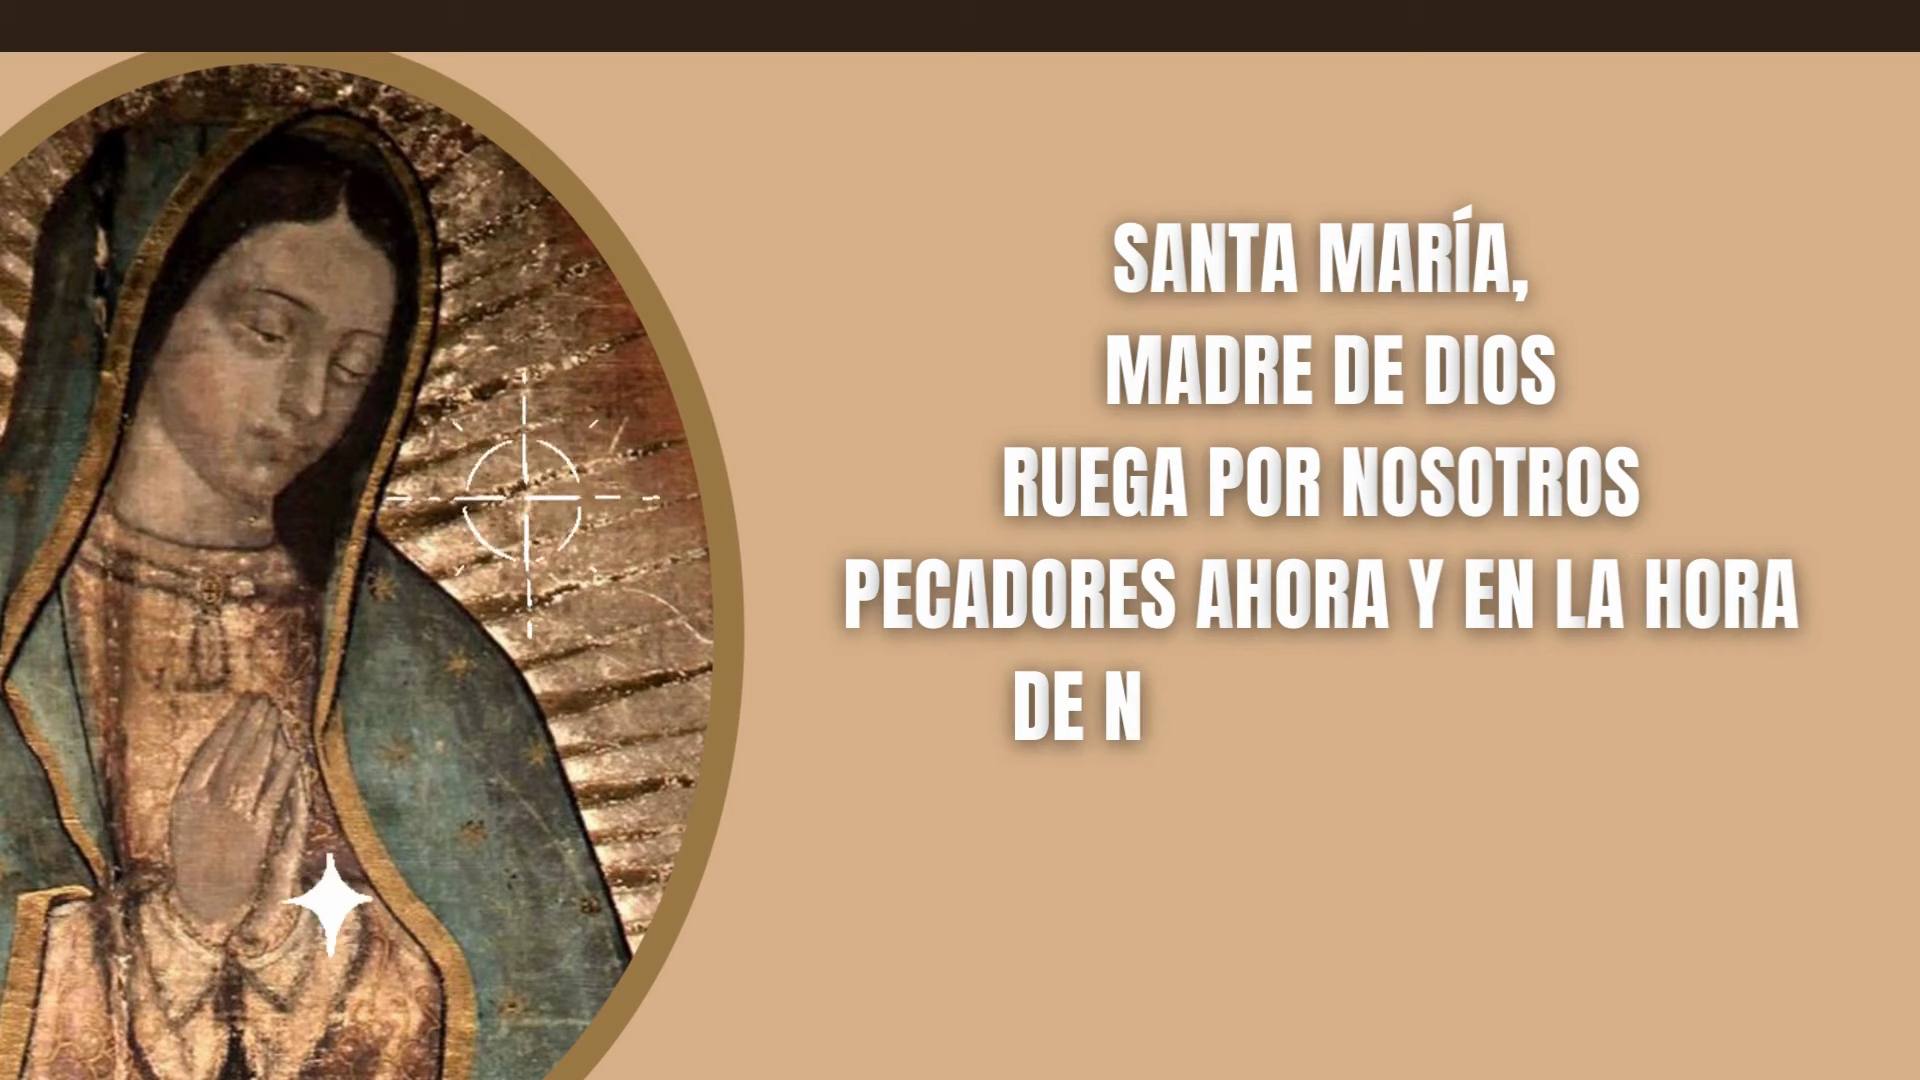 SANTA MARÍA,
MADRE DE DIOS
RUEGA POR NOSOTROS
PECADORES AHORA Y EN LA HORA
DE N